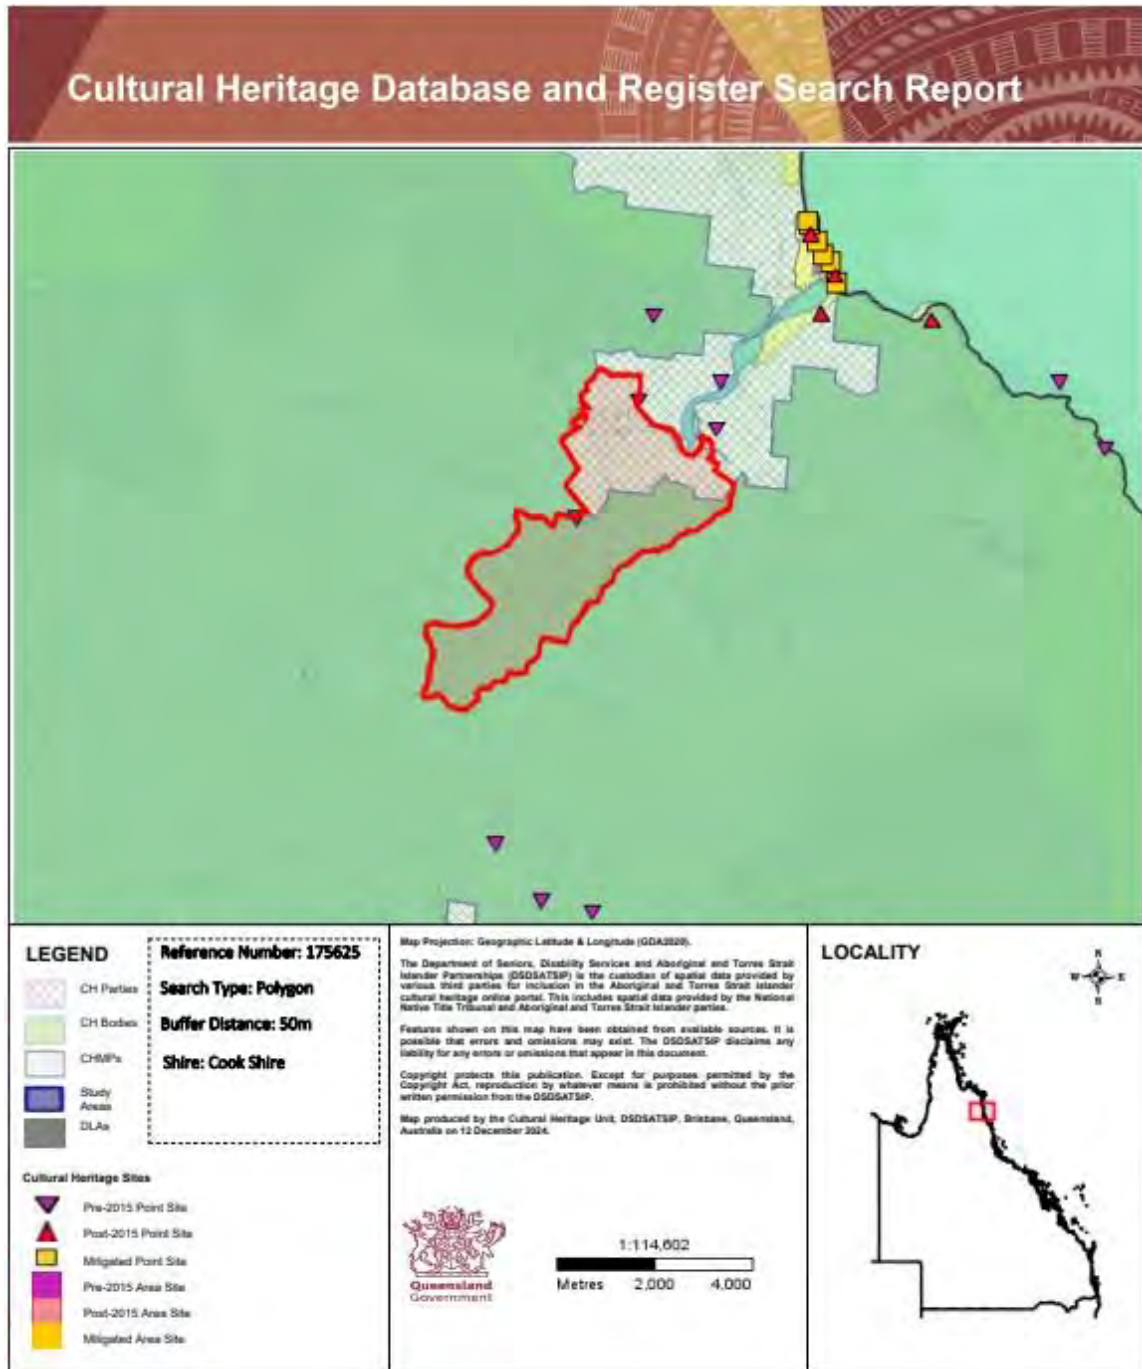 Cultural Heritage Database and Register Search Report
LEGEND
CH Parties
CH Bodies
CHMPs
Study
Areas
DLAs
Reference Number: 175625
Search Type: Polygon
Buffer Distance: 50m
Shire: Cook Shire
Cultural Heritage Sites
Pre-2015 Point Site
Post-2015 Point Site
Mitigated Point Site
Pre-2015 Area Site
Post-2015 Area Site
Mitigated Area Site
Map Projection: Geographic Latitude & Longitude (GDA2020).
The Department of Seniors, Disability Services and Aboriginal and Torres Strait
Islander Partnerships (DSDSATSIP) is the custodian of spatial data provided by
various third parties for inclusion in the Aboriginal and Torres Strait Islander
cultural heritage online portal. This includes spatial data provided by the National
Native Title Tribunal and Aboriginal and Torres Strait Islander parties.
Features shown on this map have been obtained from available sources. It is
possible that errors and omissions may exist. The DSDSATSIP disclaims any
liability for any errors or omissions that appear in this document.
Copyright protects this publication. Except for purposes permitted by the
Copyright Act, reproduction by whatever means is prohibited without the prior
written permission from the DSDSATSIP.
Map produced by the Cultural Heritage Unit, DSDSATSIP, Brisbane, Queensland,
Australia on 12 December 2024.
Queensland
Government
1:114,602
Metres 2,000 4,000
LOCALITY
N
W E
S